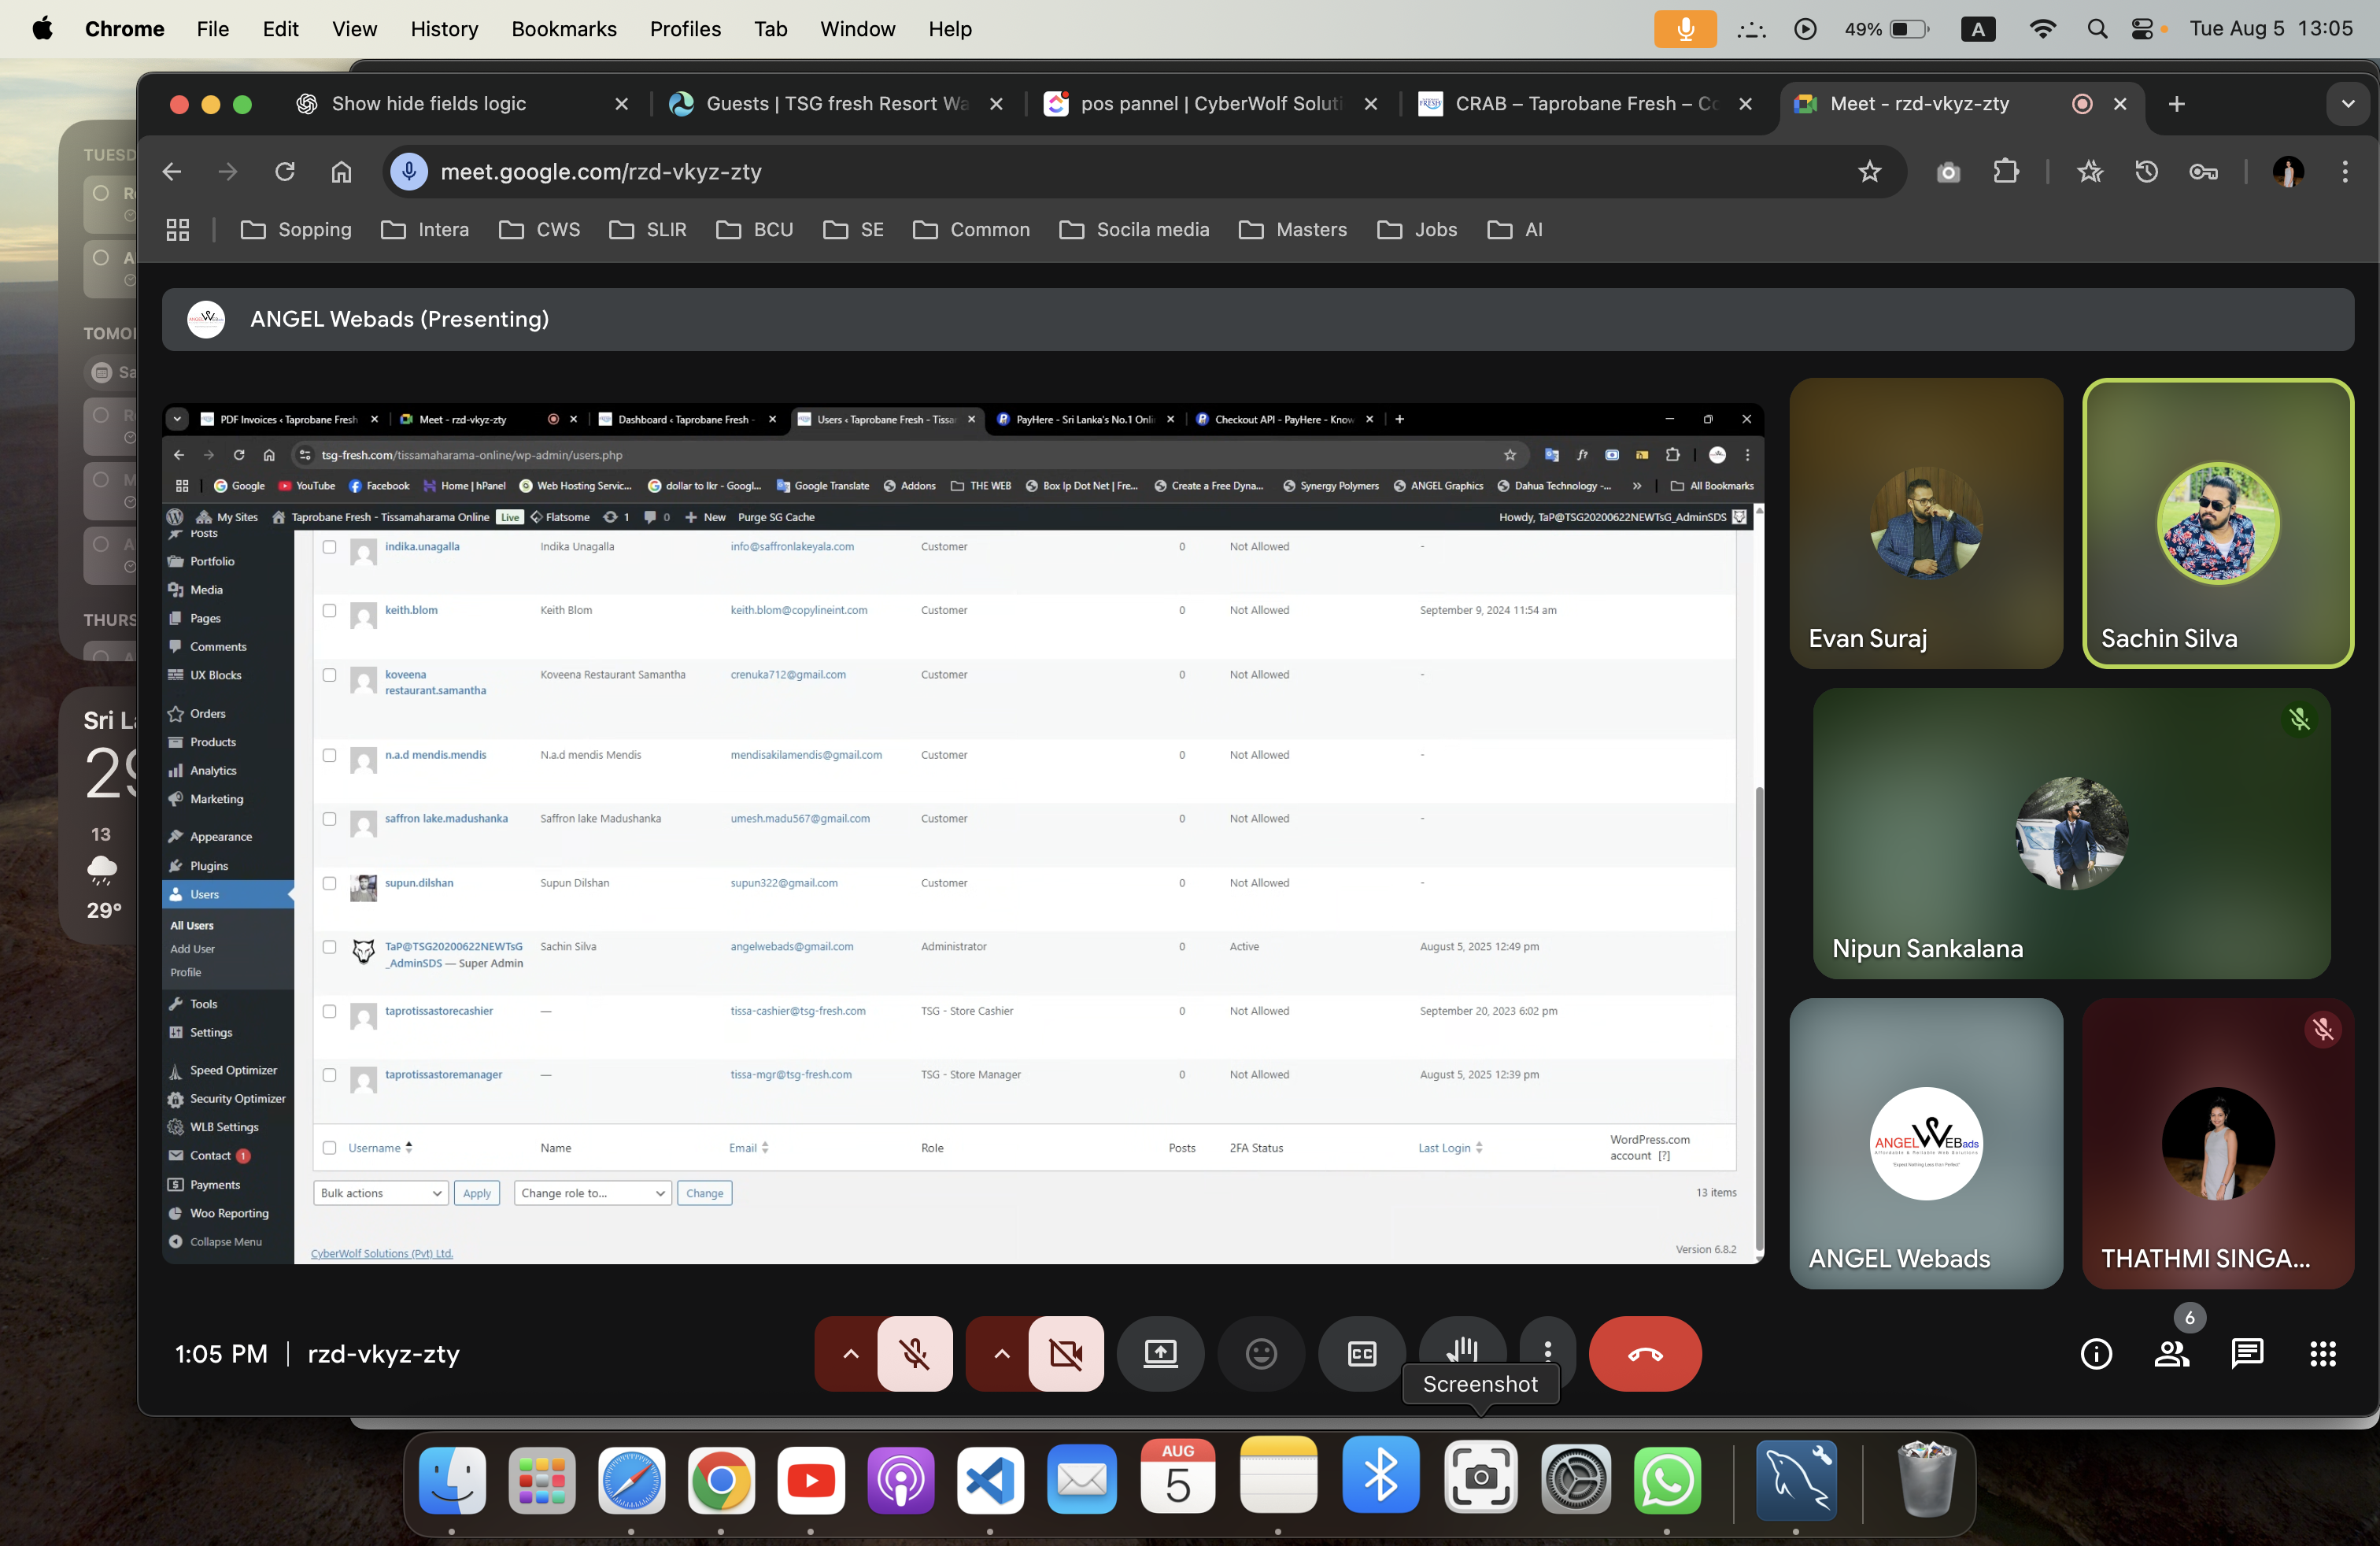 Chrome File Edit View History Bookmarks Profiles Tab Window Help
49% A Tue Aug 5 13:05
Show hide fields logic
Guests | TSG fresh Resort Wa
pos pannel | CyberWolf Soluti
CRAB – Taprobane Fresh – Co
Meet - rzd-vkyz-zty
meet.google.com/rzd-vkyz-zty
Sopping Intera CWS SLIR BCU SE Common Socila media Masters Jobs AI
TUESD
TOMOR
THURS
Sri La
29
13
29°
ANGEL Webads (Presenting)
PDF Invoices ‹ Taprobane Fresh
Meet - rzd-vkyz-zty
Dashboard ‹ Taprobane Fresh -
Users ‹ Taprobane Fresh - Tissar
PayHere - Sri Lanka's No.1 Onli
Checkout API - PayHere - Know
tsg-fresh.com/tissamaharama-online/wp-admin/users.php
Google YouTube Facebook Home | hPanel Web Hosting Servic... dollar to lkr - Googl... Google Translate Addons THE WEB Box Ip Dot Net | Fre... Create a Free Dyna... Synergy Polymers ANGEL Graphics Dahua Technology -... » All Bookmarks
My Sites Taprobane Fresh - Tissamaharama Online Live Flatsome 1 0 New Purge SG Cache Howdy, TaP@TSG20200622NEWTsG_AdminSDS
Posts
Portfolio
Media
Pages
Comments
UX Blocks
Orders
Products
Analytics
Marketing
Appearance
Plugins
Users
All Users
Add User
Profile
Tools
Settings
Speed Optimizer
Security Optimizer
WLB Settings
Contact 1
Payments
Woo Reporting
Collapse Menu
indika.unagalla Indika Unagalla info@saffronlakeyala.com Customer 0 Not Allowed -
keith.blom Keith Blom keith.blom@copylineint.com Customer 0 Not Allowed September 9, 2024 11:54 am
koveena Koveena Restaurant Samantha crenuka712@gmail.com Customer 0 Not Allowed -
restaurant.samantha
n.a.d mendis.mendis N.a.d mendis Mendis mendisakilamendis@gmail.com Customer 0 Not Allowed -
saffron lake.madushanka Saffron lake Madushanka umesh.madu567@gmail.com Customer 0 Not Allowed -
supun.dilshan Supun Dilshan supun322@gmail.com Customer 0 Not Allowed -
TaP@TSG20200622NEWTsG Sachin Silva angelwebads@gmail.com Administrator 0 Active August 5, 2025 12:49 pm
_AdminSDS — Super Admin
taprotissastorecashier — tissa-cashier@tsg-fresh.com TSG - Store Cashier 0 Not Allowed September 20, 2023 6:02 pm
taprotissastoremanager — tissa-mgr@tsg-fresh.com TSG - Store Manager 0 Not Allowed August 5, 2025 12:39 pm
Username Name Email Role Posts 2FA Status Last Login WordPress.com
account [?]
Bulk actions Apply Change role to... Change 13 items
CyberWolf Solutions (Pvt) Ltd. Version 6.8.2
Evan Suraj
Sachin Silva
Nipun Sankalana
ANGEL WEBads
ANGEL Webads
THATHMI SINGA...
6
1:05 PM rzd-vkyz-zty
CC
Screenshot
AUG
5